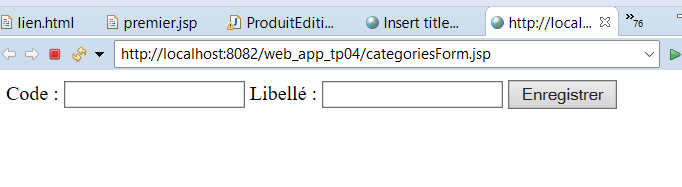 lien.html premier.jsp ProduitEditi... Insert title... http://local... »76
http://localhost:8082/web_app_tp04/categoriesForm.jsp
Code : Libellé : Enregistrer